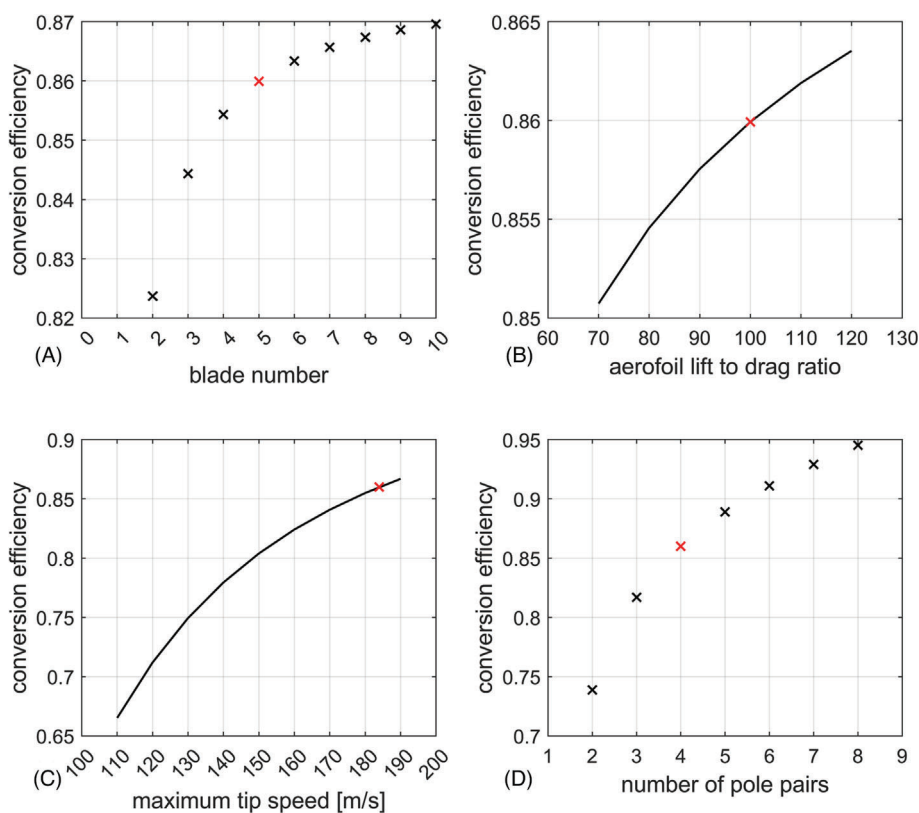 conversion efficiency
0.87
0.86
0.85
0.84
0.83
0.82
0 1 2 3 4 5 6 7 8 9 10
blade number
(A)
conversion efficiency
0.865
0.86
0.855
0.85
60 70 80 90 100 110 120 130
aerofoil lift to drag ratio
(B)
conversion efficiency
0.9
0.85
0.8
0.75
0.7
0.65
100 110 120 130 140 150 160 170 180 190 200
maximum tip speed [m/s]
(C)
conversion efficiency
0.95
0.9
0.85
0.8
0.75
0.7
1 2 3 4 5 6 7 8 9
number of pole pairs
(D)